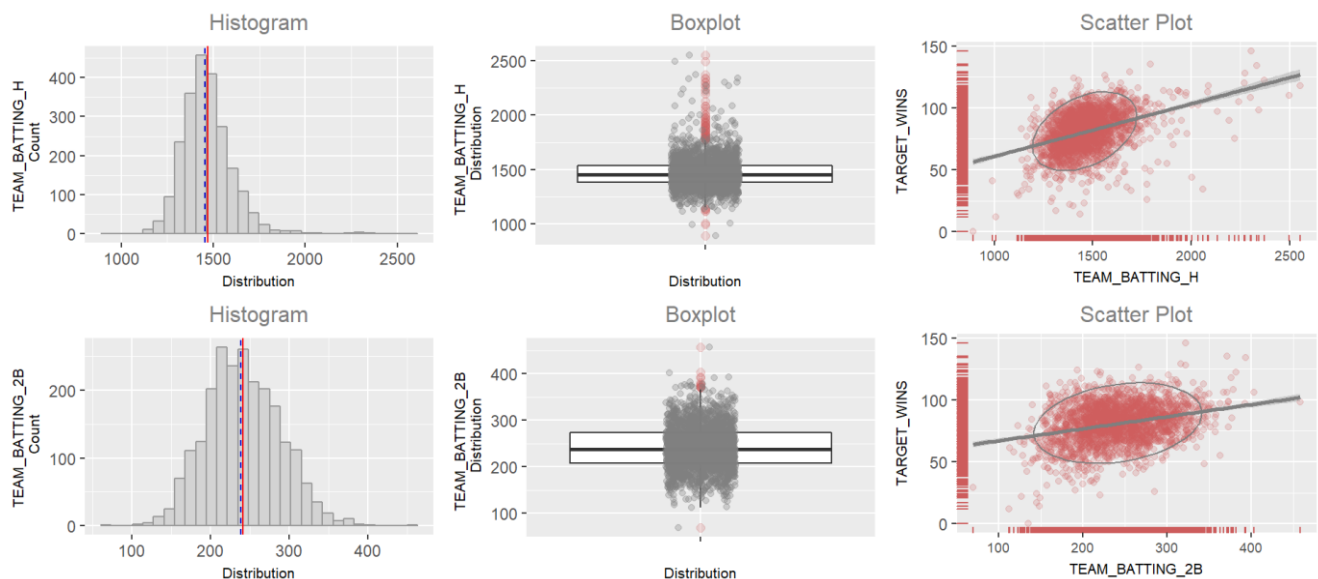 Histogram
TEAM_BATTING_H
Count
400
300
200
100
0
1000
1500
2000
2500
Distribution
Boxplot
TEAM_BATTING_H
Distribution
2500
2000
1500
1000
Distribution
Scatter Plot
TARGET_WINS
150
100
50
0
1000
1500
2000
2500
TEAM_BATTING_H
Histogram
TEAM_BATTING_2B
Count
200
100
0
100
200
300
400
Distribution
Boxplot
TEAM_BATTING_2B
Distribution
400
300
200
100
Distribution
Scatter Plot
TARGET_WINS
150
100
50
0
100
200
300
400
TEAM_BATTING_2B